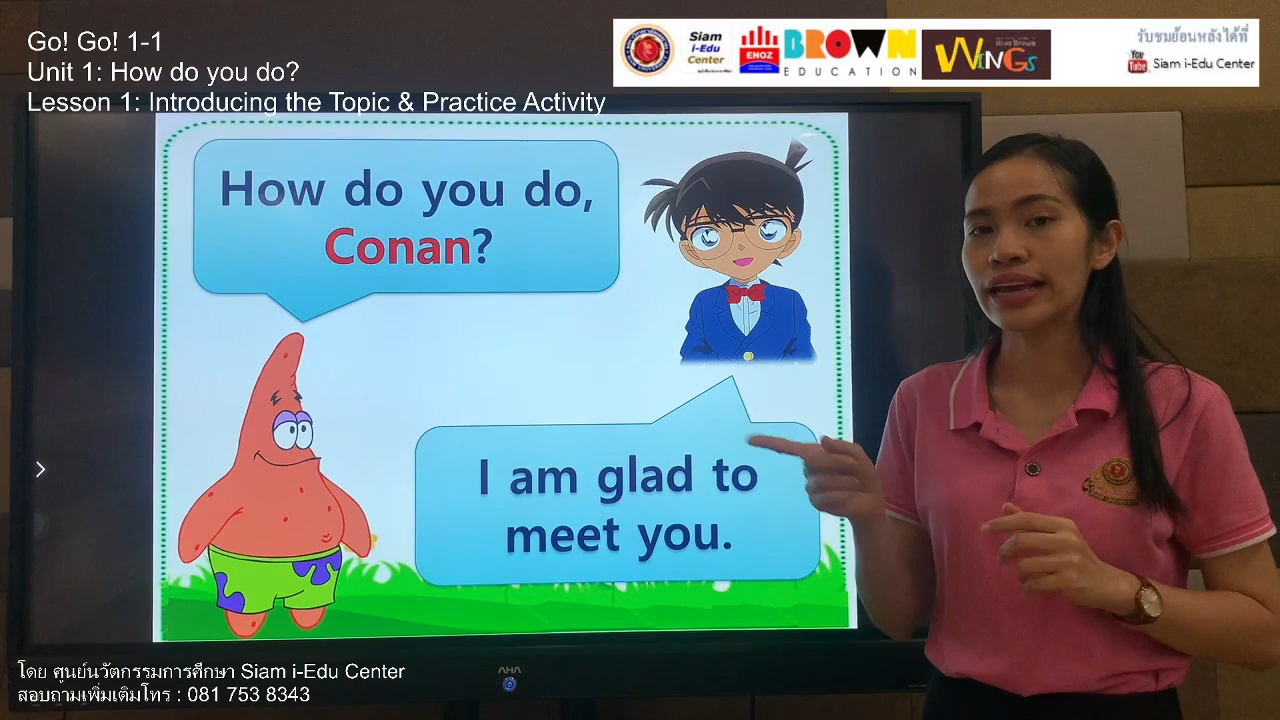 Go! Go! 1-1
Unit 1: How do you do?
Lesson 1: Introducing the Topic & Practice Activity
Siam
i-Edu
Center
ENOZ
BROWN
EDUCATION
WINGS
รับชมย้อนหลังได้ที่
You
Tube
Siam i-Edu Center
How do you do,
Conan?
I am glad to
meet you.
โดย ศูนย์นวัตกรรมการศึกษา Siam i-Edu Center
สอบถามเพิ่มเติมโทร : 081 753 8343
AHA